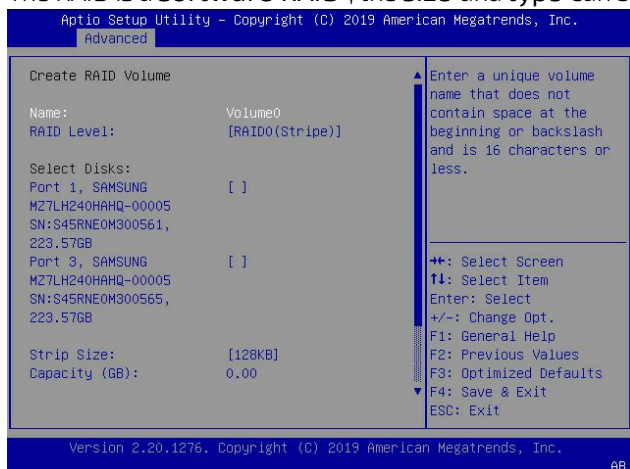 Aptio Setup Utility – Copyright (C) 2019 American Megatrends, Inc.
Advanced
Create RAID Volume
Name: Volume0
RAID Level: [RAID0(Stripe)]
Select Disks:
Port 1, SAMSUNG [ ]
MZ7LH240HAHQ-00005
SN:S45RNE0M300561,
223.57GB
Port 3, SAMSUNG [ ]
MZ7LH240HAHQ-00005
SN:S45RNE0M300565,
223.57GB
Strip Size: [128KB]
Capacity (GB): 0.00
Enter a unique volume
name that does not
contain space at the
beginning or backslash
and is 16 characters or
less.
→←: Select Screen
↑↓: Select Item
Enter: Select
+/-: Change Opt.
F1: General Help
F2: Previous Values
F3: Optimized Defaults
F4: Save & Exit
ESC: Exit
Version 2.20.1276. Copyright (C) 2019 American Megatrends, Inc.
AB